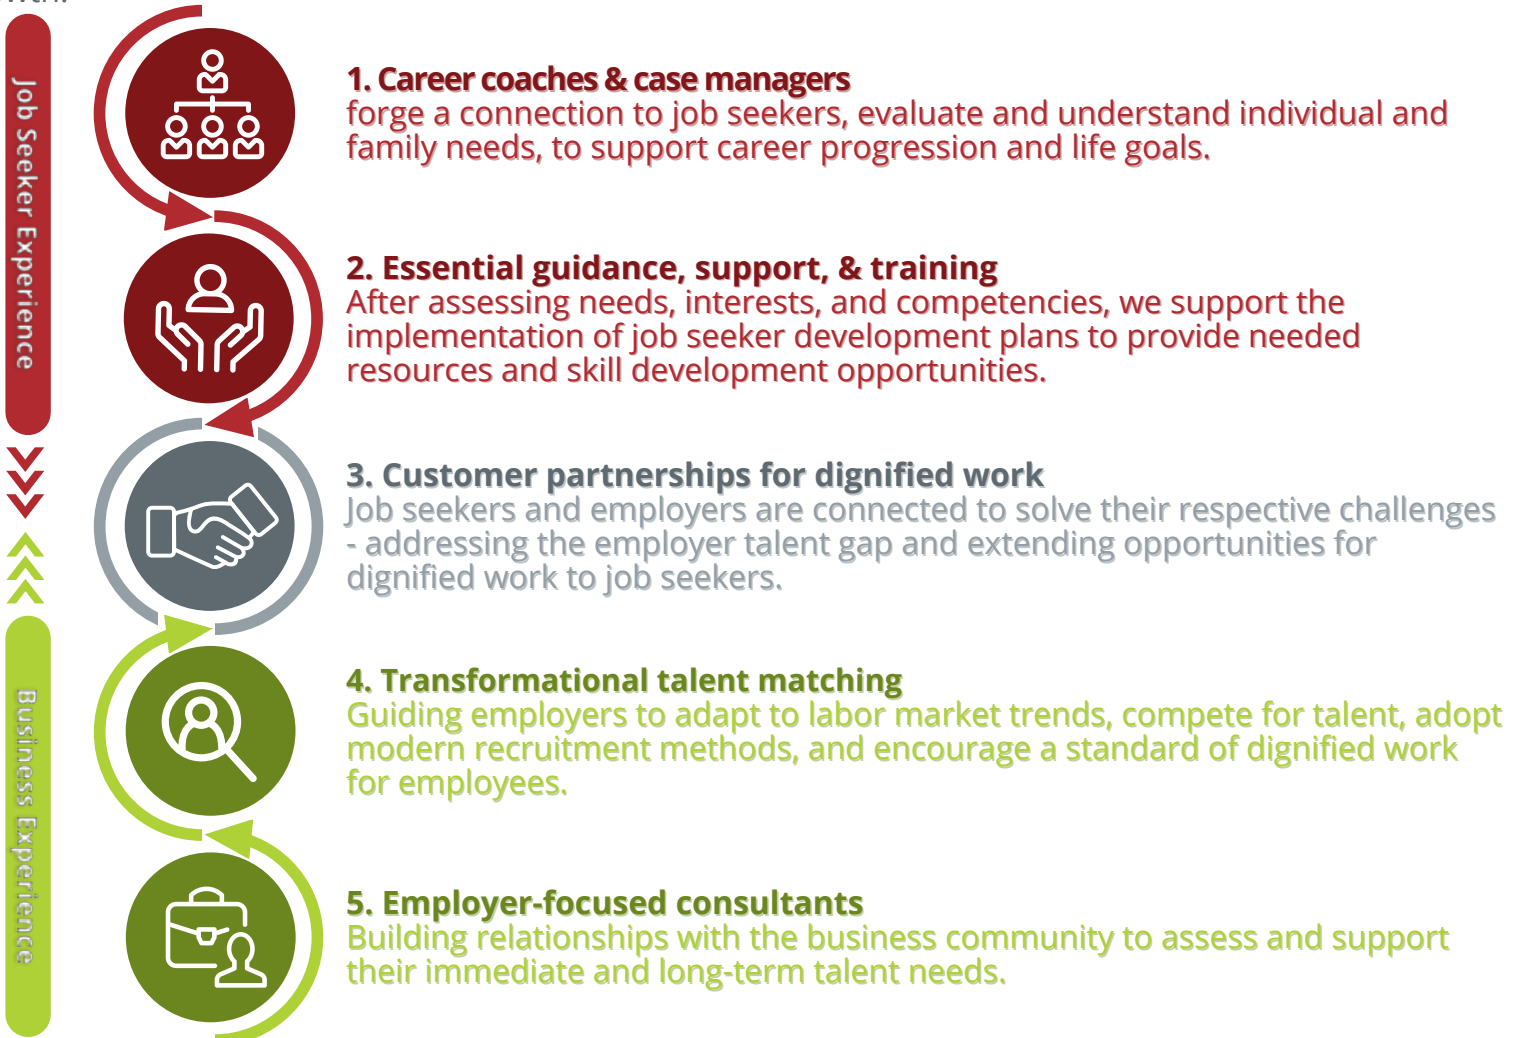 Job Seeker Experience
1. Career coaches & case managers
forge a connection to job seekers, evaluate and understand individual and
family needs, to support career progression and life goals.
2. Essential guidance, support, & training
After assessing needs, interests, and competencies, we support the
implementation of job seeker development plans to provide needed
resources and skill development opportunities.
3. Customer partnerships for dignified work
Job seekers and employers are connected to solve their respective challenges
- addressing the employer talent gap and extending opportunities for
dignified work to job seekers.
Business Experience
4. Transformational talent matching
Guiding employers to adapt to labor market trends, compete for talent, adopt
modern recruitment methods, and encourage a standard of dignified work
for employees.
5. Employer-focused consultants
Building relationships with the business community to assess and support
their immediate and long-term talent needs.